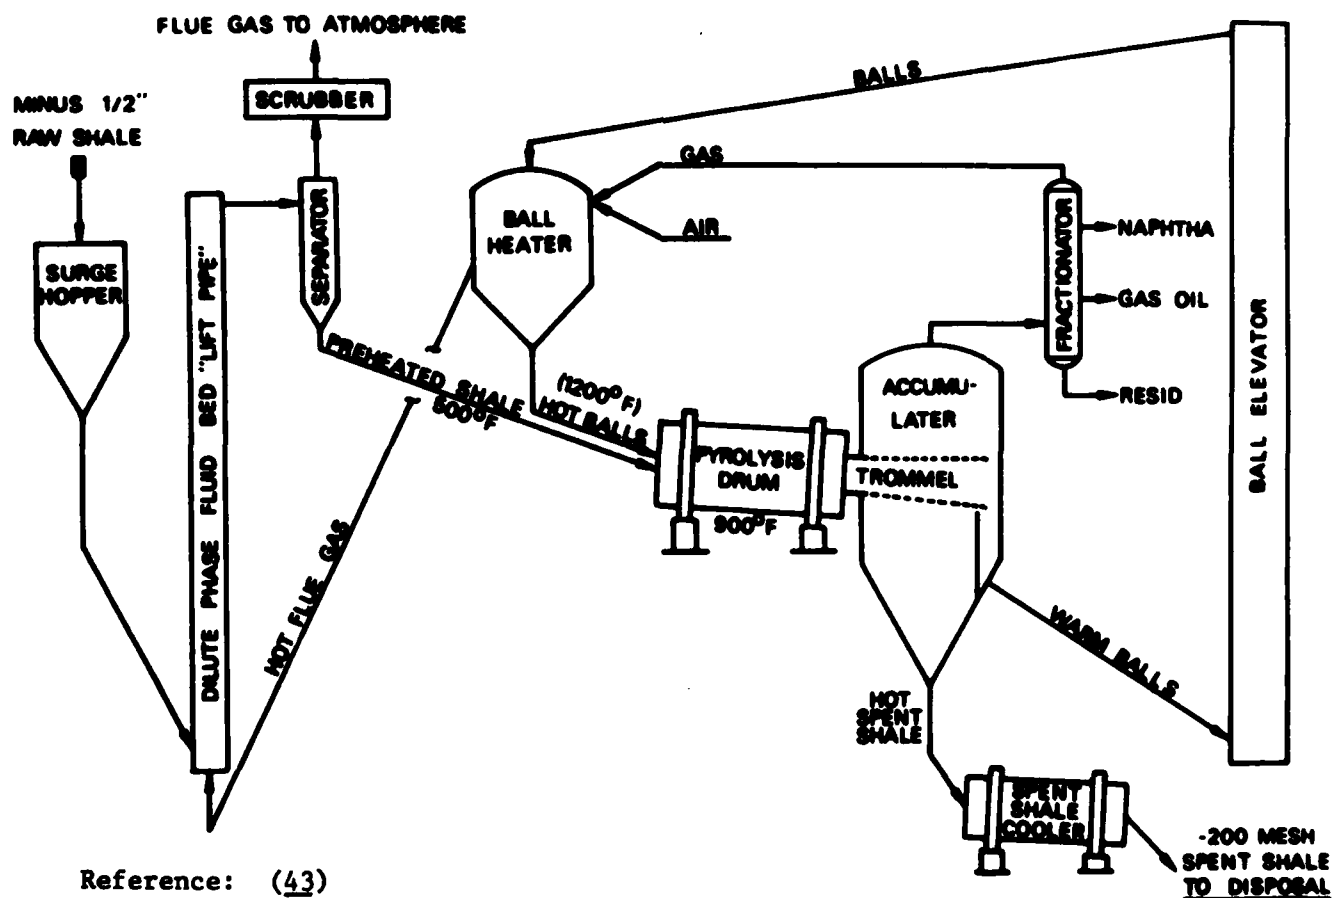 FLUE GAS TO ATMOSPHERE
SCRUBBER
MINUS 1/2"
RAW SHALE
SURGE
HOPPER
DILUTE PHASE FLUID BED "LIFT PIPE"
SEPARATOR
BALL
HEATER
BALLS
GAS
AIR
FRACTIONATOR
NAPHTHA
GAS OIL
RESID
BALL ELEVATOR
PREHEATED SHALE
500°F
(1200°F)
HOT BALLS
HOT FLUE GAS
PYROLYSIS
DRUM
900°F
ACCUMU-
LATER
TROMMEL
WARM BALLS
HOT
SPENT
SHALE
SPENT
SHALE
COOLER
-200 MESH
SPENT SHALE
TO DISPOSAL
Reference: (43)